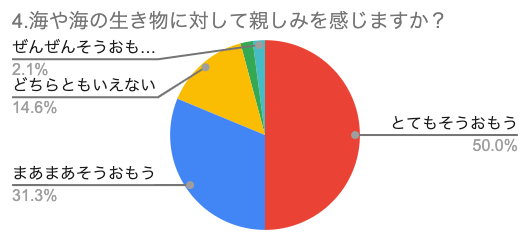 4.海や海の生き物に対して親しみを感じますか？
ぜんぜんそうおも…
2.1%
どちらともいえない
14.6%
まあまあそうおもう
31.3%
とてもそうおもう
50.0%